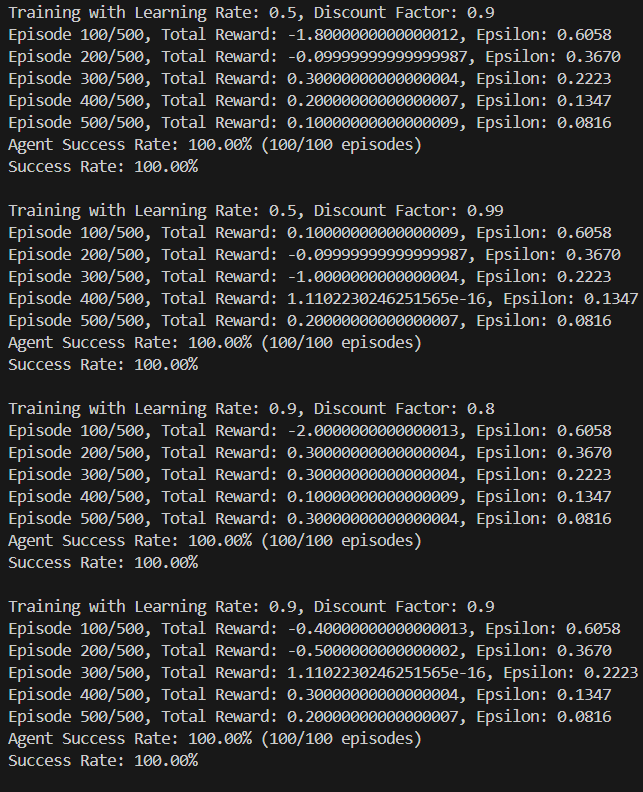 Training with Learning Rate: 0.5, Discount Factor: 0.9
Episode 100/500, Total Reward: -1.8000000000000012, Epsilon: 0.6058
Episode 200/500, Total Reward: -0.09999999999999987, Epsilon: 0.3670
Episode 300/500, Total Reward: 0.30000000000000004, Epsilon: 0.2223
Episode 400/500, Total Reward: 0.20000000000000007, Epsilon: 0.1347
Episode 500/500, Total Reward: 0.10000000000000009, Epsilon: 0.0816
Agent Success Rate: 100.00% (100/100 episodes)
Success Rate: 100.00%

Training with Learning Rate: 0.5, Discount Factor: 0.99
Episode 100/500, Total Reward: 0.10000000000000009, Epsilon: 0.6058
Episode 200/500, Total Reward: -0.09999999999999987, Epsilon: 0.3670
Episode 300/500, Total Reward: -1.0000000000000004, Epsilon: 0.2223
Episode 400/500, Total Reward: 1.1102230246251565e-16, Epsilon: 0.1347
Episode 500/500, Total Reward: 0.20000000000000007, Epsilon: 0.0816
Agent Success Rate: 100.00% (100/100 episodes)
Success Rate: 100.00%

Training with Learning Rate: 0.9, Discount Factor: 0.8
Episode 100/500, Total Reward: -2.0000000000000013, Epsilon: 0.6058
Episode 200/500, Total Reward: 0.30000000000000004, Epsilon: 0.3670
Episode 300/500, Total Reward: 0.30000000000000004, Epsilon: 0.2223
Episode 400/500, Total Reward: 0.10000000000000009, Epsilon: 0.1347
Episode 500/500, Total Reward: 0.30000000000000004, Epsilon: 0.0816
Agent Success Rate: 100.00% (100/100 episodes)
Success Rate: 100.00%

Training with Learning Rate: 0.9, Discount Factor: 0.9
Episode 100/500, Total Reward: -0.40000000000000013, Epsilon: 0.6058
Episode 200/500, Total Reward: -0.5000000000000002, Epsilon: 0.3670
Episode 300/500, Total Reward: 1.1102230246251565e-16, Epsilon: 0.2223
Episode 400/500, Total Reward: 0.30000000000000004, Epsilon: 0.1347
Episode 500/500, Total Reward: 0.20000000000000007, Epsilon: 0.0816
Agent Success Rate: 100.00% (100/100 episodes)
Success Rate: 100.00%